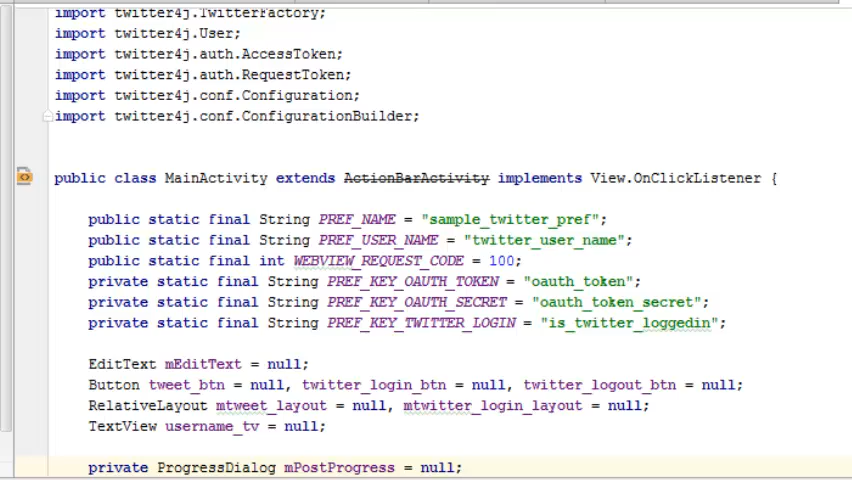 import twitter4j.TwitterFactory;
import twitter4j.User;
import twitter4j.auth.AccessToken;
import twitter4j.auth.RequestToken;
import twitter4j.conf.Configuration;
import twitter4j.conf.ConfigurationBuilder;
public class MainActivity extends ActionBarActivity implements View.OnClickListener {
public static final String PREF_NAME = "sample_twitter_pref";
public static final String PREF_USER_NAME = "twitter_user_name";
public static final int WEBVIEW_REQUEST_CODE = 100;
private static final String PREF_KEY_OAUTH_TOKEN = "oauth_token";
private static final String PREF_KEY_OAUTH_SECRET = "oauth_token_secret";
private static final String PREF_KEY_TWITTER_LOGIN = "is_twitter_loggedin";
EditText mEditText = null;
Button tweet_btn = null, twitter_login_btn = null, twitter_logout_btn = null;
RelativeLayout mtweet_layout = null, mtwitter_login_layout = null;
TextView username_tv = null;
private ProgressDialog mPostProgress = null;